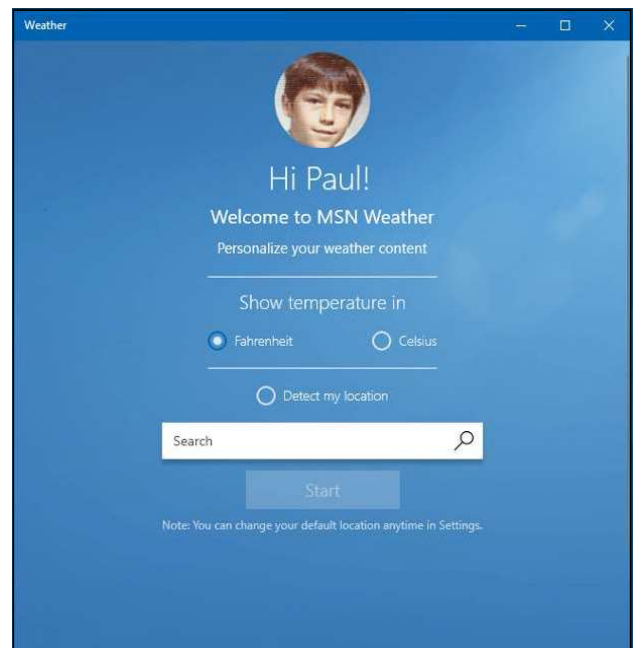 Weather
Hi Paul!
Welcome to MSN Weather
Personalize your weather content
Show temperature in
Fahrenheit Celsius
Detect my location
Search
Start
Note: You can change your default location anytime in Settings.